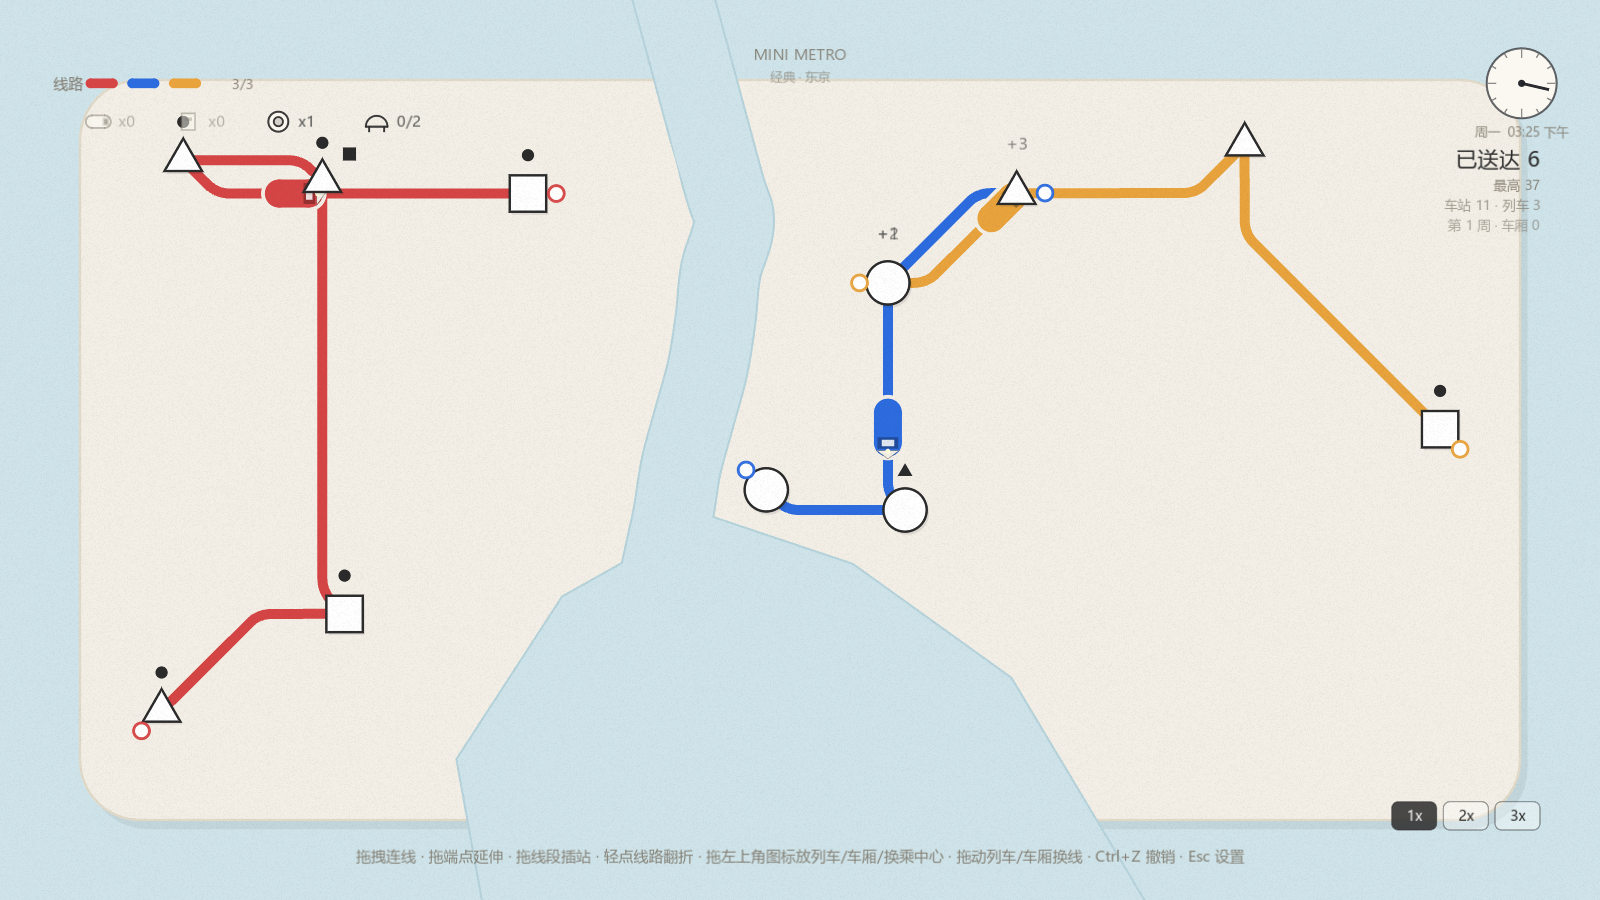 MINI METRO
经典 · 东京
线路 3/3
x0 x0 x1 0/2
周一 03:25 下午
已送达 6
最高 37
车站 11 · 列车 3
第 1 周 · 车厢 0
+3
1x 2x 3x
拖拽连线 · 拖端点延伸 · 拖线段插站 · 轻点线路翻折 · 拖左上角图标放列车/车厢/换乘中心 · 拖动列车/车厢换线 · Ctrl+Z 撤销 · Esc 设置